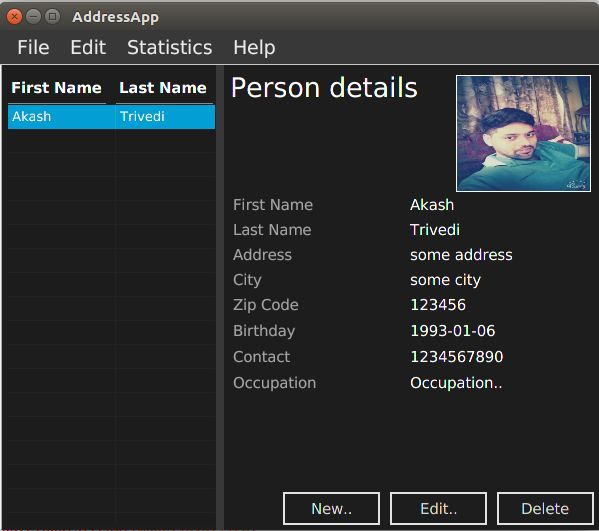 AddressApp
File Edit Statistics Help
First Name Last Name
Akash Trivedi
Person details
First Name Akash
Last Name Trivedi
Address some address
City some city
Zip Code 123456
Birthday 1993-01-06
Contact 1234567890
Occupation Occupation..
New.. Edit.. Delete